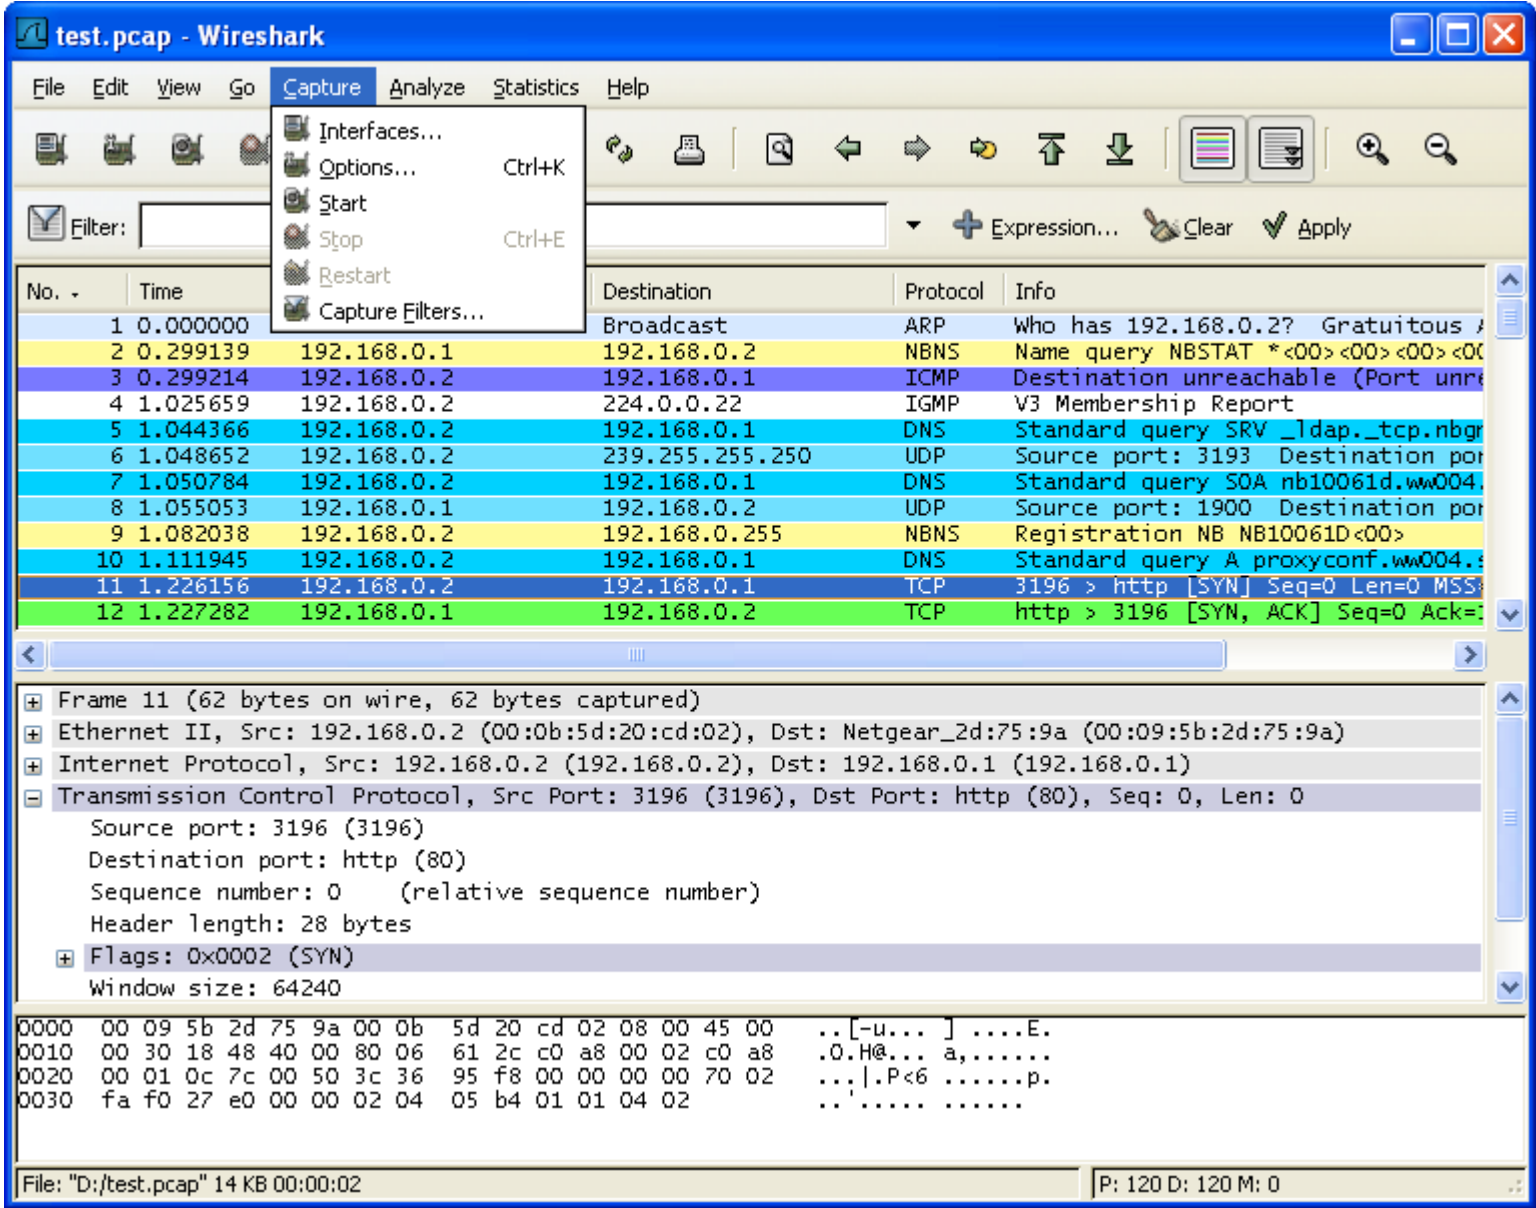 test.pcap - Wireshark
File Edit View Go Capture Analyze Statistics Help
Interfaces...
Options... Ctrl+K
Start
Stop Ctrl+E
Restart
Capture Filters...
Filter: Expression... Clear Apply
No. Time Destination Protocol Info
1 0.000000 Broadcast ARP Who has 192.168.0.2? Gratuitous
2 0.299139 192.168.0.1 192.168.0.2 NBNS Name query NBSTAT *<00><00><00><00
3 0.299214 192.168.0.2 192.168.0.1 ICMP Destination unreachable (Port unre
4 1.025659 192.168.0.2 224.0.0.22 IGMP V3 Membership Report
5 1.044366 192.168.0.2 192.168.0.1 DNS Standard query SRV _ldap._tcp.nbgr
6 1.048652 192.168.0.2 239.255.255.250 UDP Source port: 3193 Destination por
7 1.050784 192.168.0.2 192.168.0.1 DNS Standard query SOA nb10061d.ww004.
8 1.055053 192.168.0.1 192.168.0.2 UDP Source port: 1900 Destination por
9 1.082038 192.168.0.2 192.168.0.255 NBNS Registration NB NB10061D<00>
10 1.111945 192.168.0.2 192.168.0.1 DNS Standard query A proxyconf.ww004.s
11 1.226156 192.168.0.2 192.168.0.1 TCP 3196 > http [SYN] Seq=0 Len=0 MSS=
12 1.227282 192.168.0.1 192.168.0.2 TCP http > 3196 [SYN, ACK] Seq=0 Ack=1
Frame 11 (62 bytes on wire, 62 bytes captured)
Ethernet II, Src: 192.168.0.2 (00:0b:5d:20:cd:02), Dst: Netgear_2d:75:9a (00:09:5b:2d:75:9a)
Internet Protocol, Src: 192.168.0.2 (192.168.0.2), Dst: 192.168.0.1 (192.168.0.1)
Transmission Control Protocol, Src Port: 3196 (3196), Dst Port: http (80), Seq: 0, Len: 0
Source port: 3196 (3196)
Destination port: http (80)
Sequence number: 0 (relative sequence number)
Header length: 28 bytes
Flags: 0x0002 (SYN)
Window size: 64240
0000 00 09 5b 2d 75 9a 00 0b 5d 20 cd 02 08 00 45 00 ..[-u... ] ....E.
0010 00 30 18 48 40 00 80 06 61 2c c0 a8 00 02 c0 a8 .0.H@... a,......
0020 00 01 0c 7c 00 50 3c 36 95 f8 00 00 00 00 70 02 ...|.P<6 ......p.
0030 fa f0 27 e0 00 00 02 04 05 b4 01 01 04 02 ..'..... ......
File: "D:/test.pcap" 14 KB 00:00:02 P: 120 D: 120 M: 0